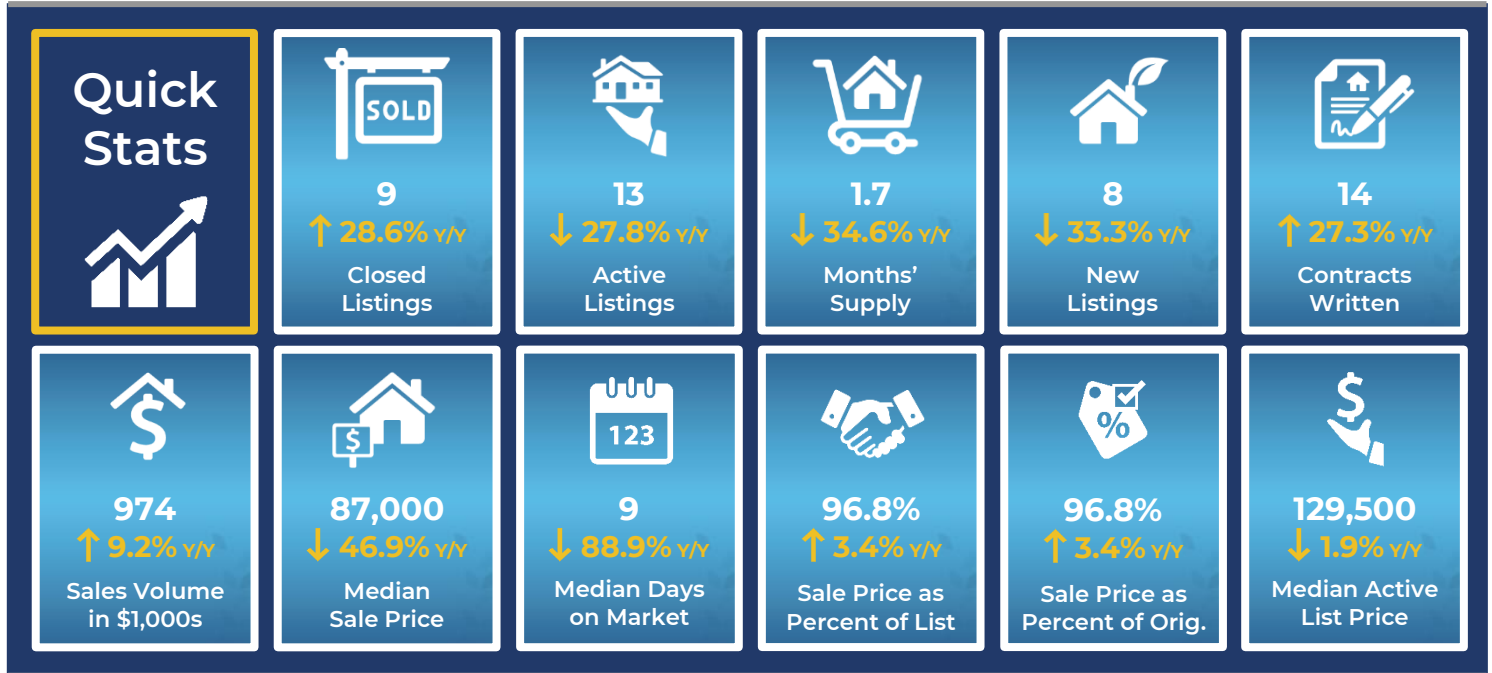 Quick
Stats
SOLD
9
↑ 28.6% Y/Y
Closed
Listings
13
↓ 27.8% Y/Y
Active
Listings
1.7
↓ 34.6% Y/Y
Months’
Supply
8
↓ 33.3% Y/Y
New
Listings
14
↑ 27.3% Y/Y
Contracts
Written
$
974
↑ 9.2% Y/Y
Sales Volume
in $1,000s
$
87,000
↓ 46.9% Y/Y
Median
Sale Price
123
9
↓ 88.9% Y/Y
Median Days
on Market
96.8%
↑ 3.4% Y/Y
Sale Price as
Percent of List
%
96.8%
↑ 3.4% Y/Y
Sale Price as
Percent of Orig.
$
129,500
↓ 1.9% Y/Y
Median Active
List Price